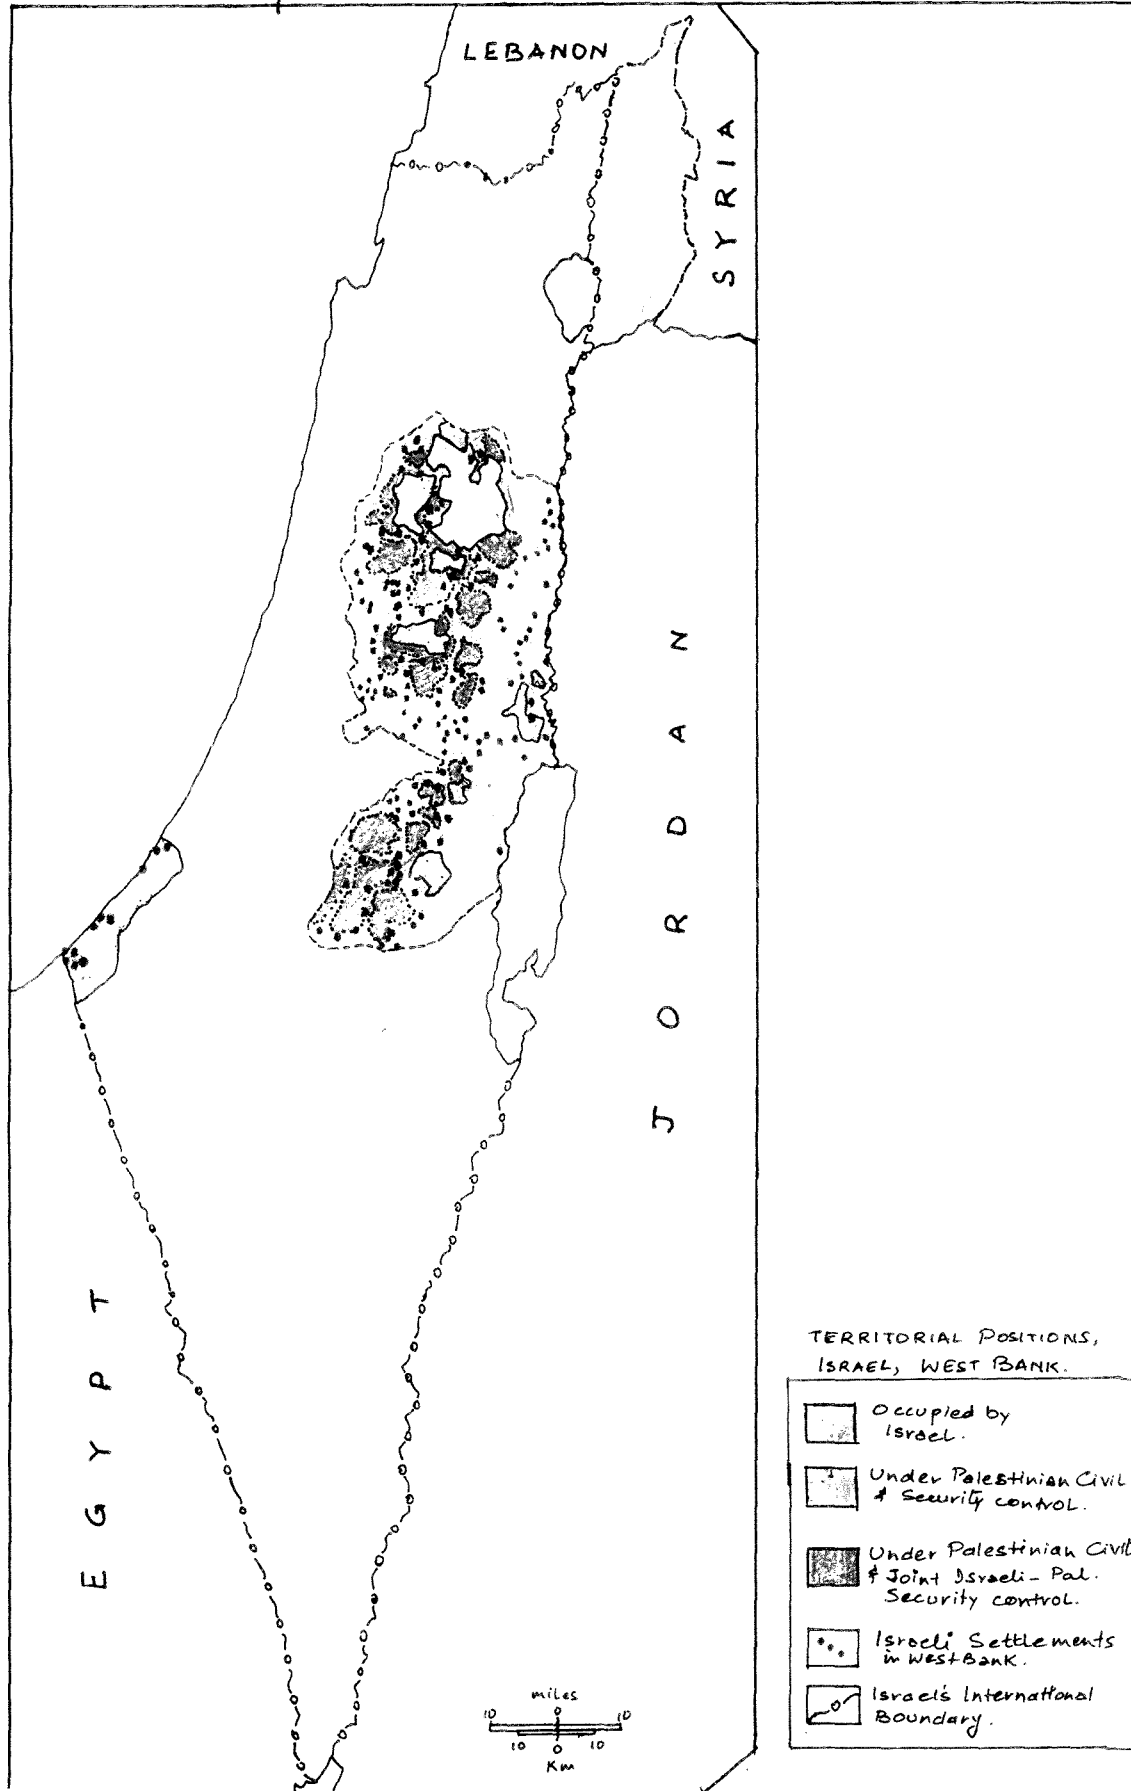 LEBANON
SYRIA
JORDAN
EGYPT
TERRITORIAL POSITIONS,
ISRAEL, WEST BANK.
Occupied by
Israel.
Under Palestinian Civil
& Security control.
Under Palestinian Civil
& Joint Israeli - Pal.
Security control.
Israeli Settlements
in West Bank.
Israel's International
Boundary.
miles
10 0 10
10 0 10
Km